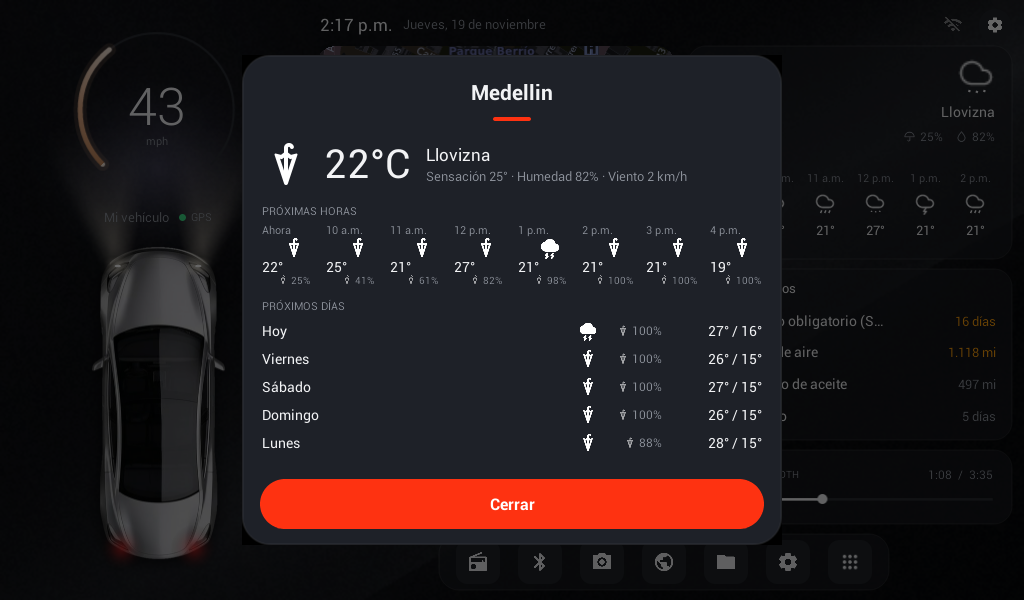 2:17 p.m. Jueves, 19 de noviembre
Parque Berrío
43
mph
Mi vehículo GPS
Medellin
22°C
Llovizna
Sensación 25° · Humedad 82% · Viento 2 km/h
PRÓXIMAS HORAS
Ahora 10 a.m. 11 a.m. 12 p.m. 1 p.m. 2 p.m. 3 p.m. 4 p.m.
22° 25° 21° 27° 21° 21° 21° 19°
25% 41% 61% 82% 98% 100% 100% 100%
PRÓXIMOS DÍAS
Hoy 100% 27° / 16°
Viernes 100% 26° / 15°
Sábado 100% 27° / 15°
Domingo 100% 26° / 15°
Lunes 88% 28° / 15°
Cerrar
Llovizna
25% 82%
m. 11 a.m. 12 p.m. 1 p.m. 2 p.m.
21° 27° 21° 21°
os
obligatorio (S... 16 días
de aire 1.118 mi
o de aceite 497 mi
o 5 días
OTH 1:08 / 3:35